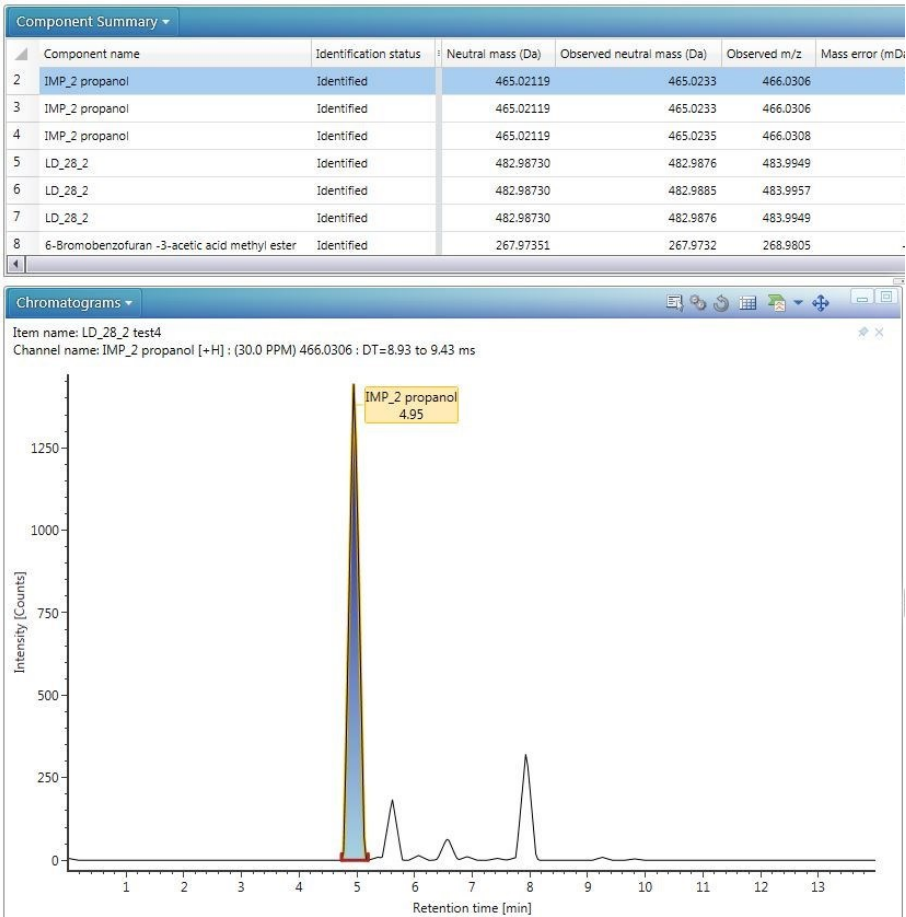 Component Summary
Component name Identification status Neutral mass (Da) Observed neutral mass (Da) Observed m/z Mass error (mDa
2 IMP_2 propanol Identified 465.02119 465.0233 466.0306
3 IMP_2 propanol Identified 465.02119 465.0233 466.0306
4 IMP_2 propanol Identified 465.02119 465.0235 466.0308
5 LD_28_2 Identified 482.98730 482.9876 483.9949
6 LD_28_2 Identified 482.98730 482.9885 483.9957
7 LD_28_2 Identified 482.98730 482.9876 483.9949
8 6-Bromobenzofuran -3-acetic acid methyl ester Identified 267.97351 267.9732 268.9805 -
Chromatograms
Item name: LD_28_2 test4
Channel name: IMP_2 propanol [+H] : (30.0 PPM) 466.0306 : DT=8.93 to 9.43 ms
IMP_2 propanol
4.95
1250
1000
750
500
250
0
Intensity [Counts]
1 2 3 4 5 6 7 8 9 10 11 12 13
Retention time [min]